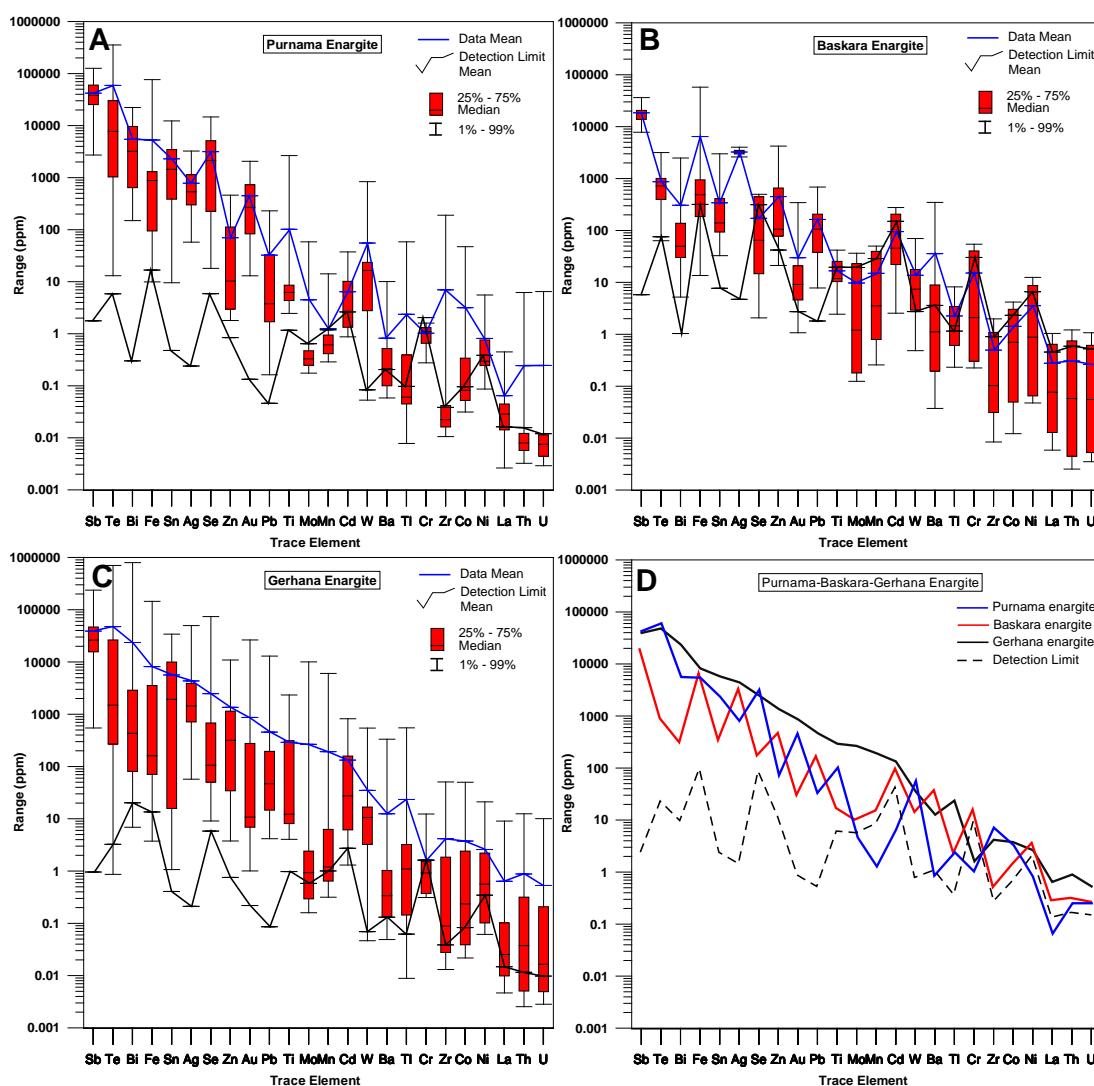 A
Purnama Enargite
Data Mean
Detection Limit
Mean
25% - 75%
Median
1% - 99%
1000000
100000
10000
1000
100
10
1
0.1
0.01
0.001
Range (ppm)
Sb Te Bi Fe Sn Ag Se Zn Au Pb Ti Mo Mn Cd W Ba Tl Cr Zr Co Ni La Th U
Trace Element
B
Baskara Enargite
Data Mean
Detection Limit
Mean
25% - 75%
Median
1% - 99%
1000000
100000
10000
1000
100
10
1
0.1
0.01
0.001
Range (ppm)
Sb Te Bi Fe Sn Ag Se Zn Au Pb Ti Mo Mn Cd W Ba Tl Cr Zr Co Ni La Th U
Trace Element
C
Gerhana Enargite
Data Mean
Detection Limit
Mean
25% - 75%
Median
1% - 99%
1000000
100000
10000
1000
100
10
1
0.1
0.01
0.001
Range (ppm)
Sb Te Bi Fe Sn Ag Se Zn Au Pb Ti Mo Mn Cd W Ba Tl Cr Zr Co Ni La Th U
Trace Element
D
Purnama-Baskara-Gerhana Enargite
Purnama enargite
Baskara enargite
Gerhana enargite
Detection Limit
1000000
100000
10000
1000
100
10
1
0.1
0.01
0.001
Range (ppm)
Sb Te Bi Fe Sn Ag Se Zn Au Pb Ti Mo Mn Cd W Ba Tl Cr Zr Co Ni La Th U
Trace Element